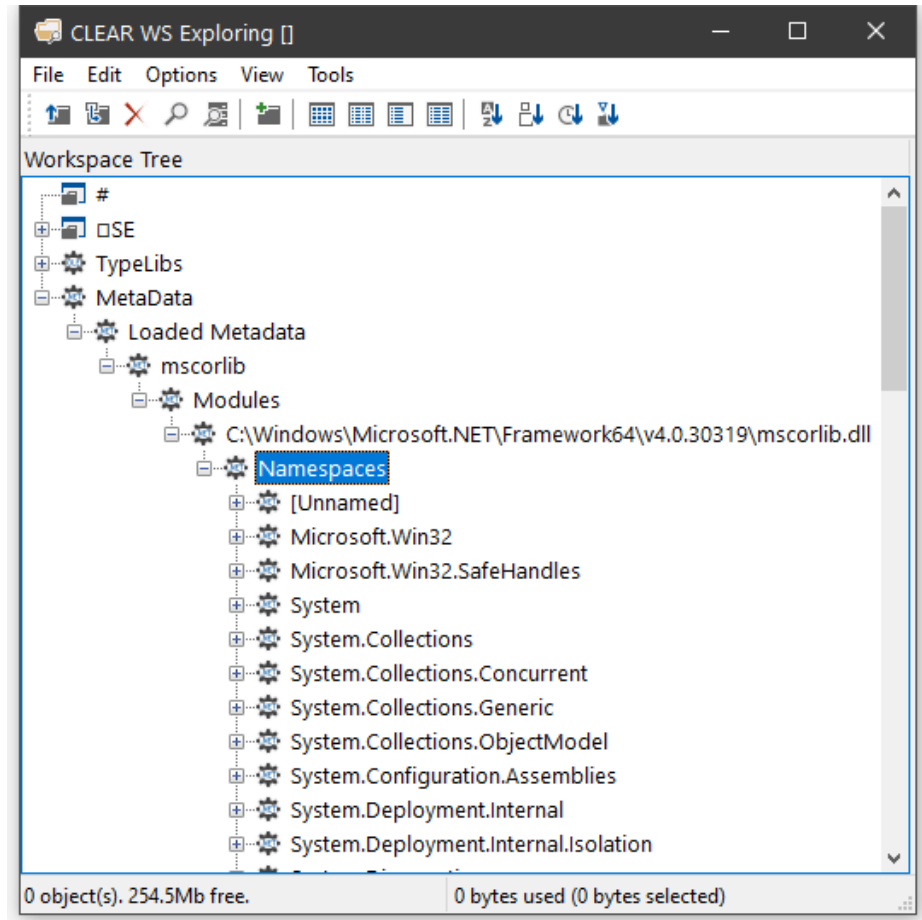 CLEAR WS Exploring []
File Edit Options View Tools
Workspace Tree
#
□SE
TypeLibs
MetaData
Loaded Metadata
mscorlib
Modules
C:\Windows\Microsoft.NET\Framework64\v4.0.30319\mscorlib.dll
Namespaces
[Unnamed]
Microsoft.Win32
Microsoft.Win32.SafeHandles
System
System.Collections
System.Collections.Concurrent
System.Collections.Generic
System.Collections.ObjectModel
System.Configuration.Assemblies
System.Deployment.Internal
System.Deployment.Internal.Isolation
0 object(s). 254.5Mb free. 0 bytes used (0 bytes selected)